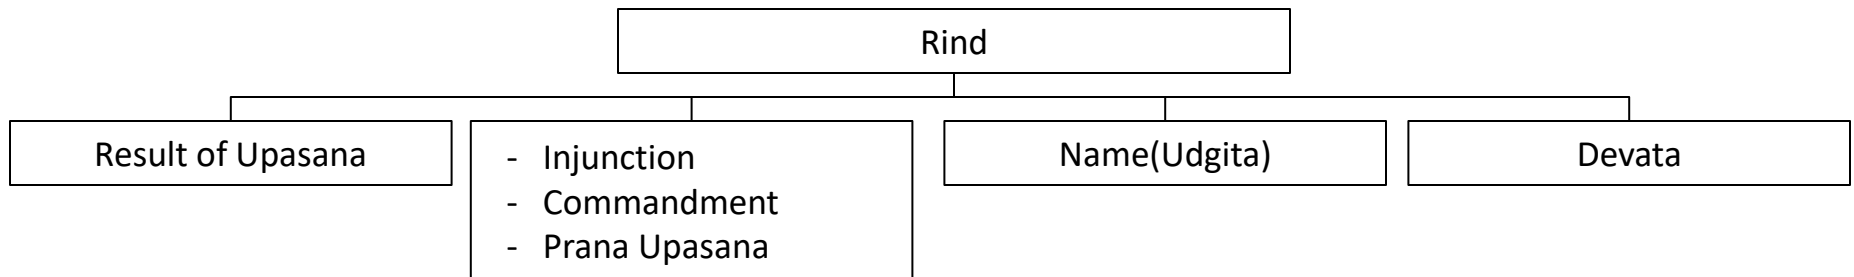 Rind
Result of Upasana
- Injunction
- Commandment
- Prana Upasana
Name(Udgita)
Devata